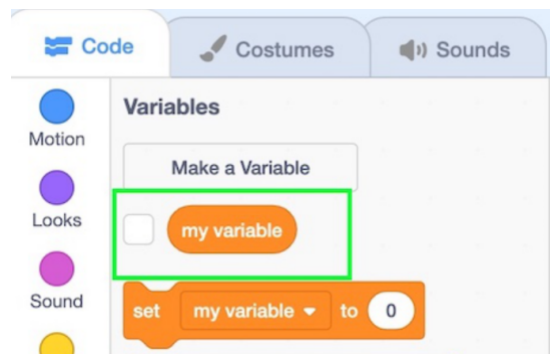 Code Costumes Sounds
Variables
Motion
Make a Variable
Looks
my variable
Sound
set my variable to 0